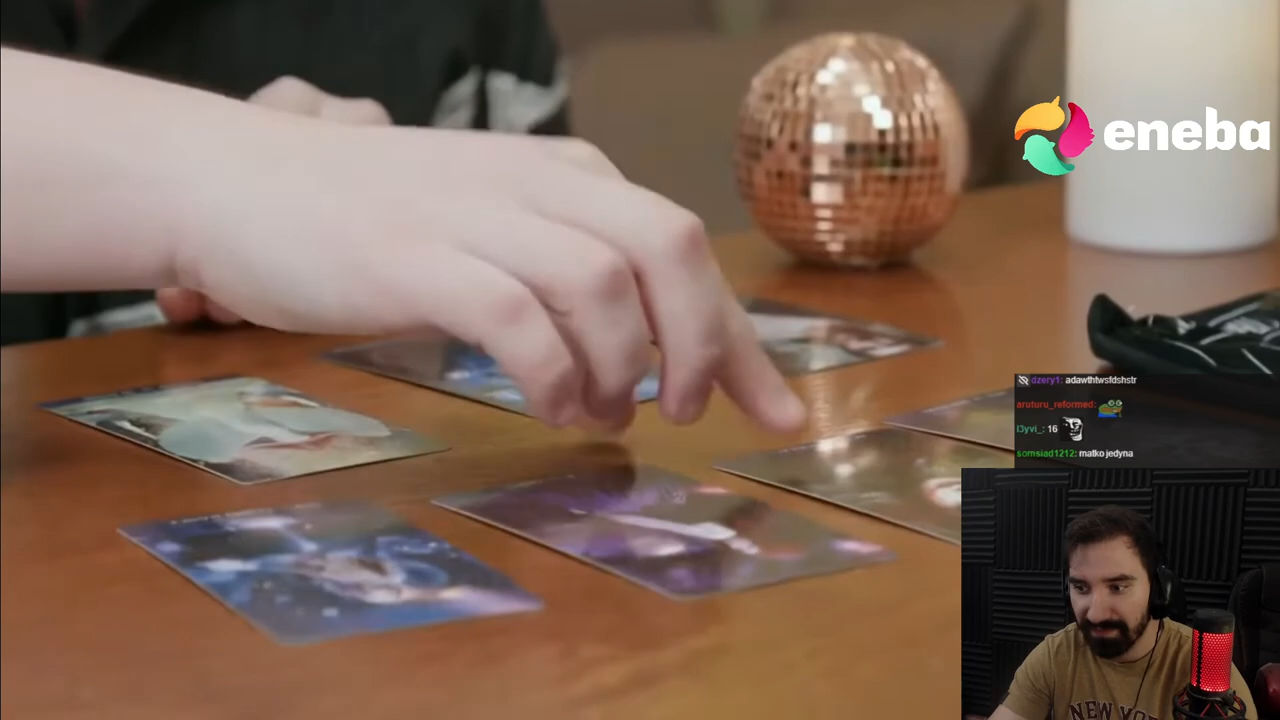 eneba
dzery1: adawthtwsfdshstr
aruturu_reformed:
l3yvi_: 16
somsiad1212: matko jedyna
NEW YO